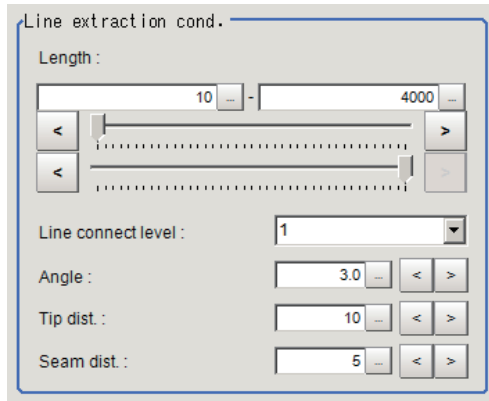 Line extraction cond.
Length :
10 ... - 4000 ...
< >
< >
Line connect level : 1
Angle : 3.0 ... < >
Tip dist. : 10 ... < >
Seam dist. : 5 ... < >